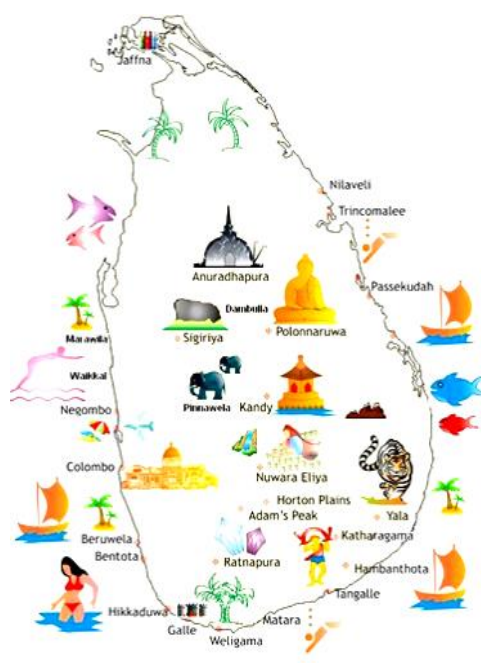 Jaffna
Nilaveli
Trincomalee
Anuradhapura
Passekudah
Dambulla
Marawila
Sigiriya
Polonnaruwa
Waikkal
Pinnawela
Kandy
Negombo
Colombo
Nuwara Eliya
Horton Plains
Adam's Peak
Yala
Beruwela
Katharagama
Bentota
Ratnapura
Hambanthota
Tangalle
Hikkaduwa
Matara
Galle
Weligama